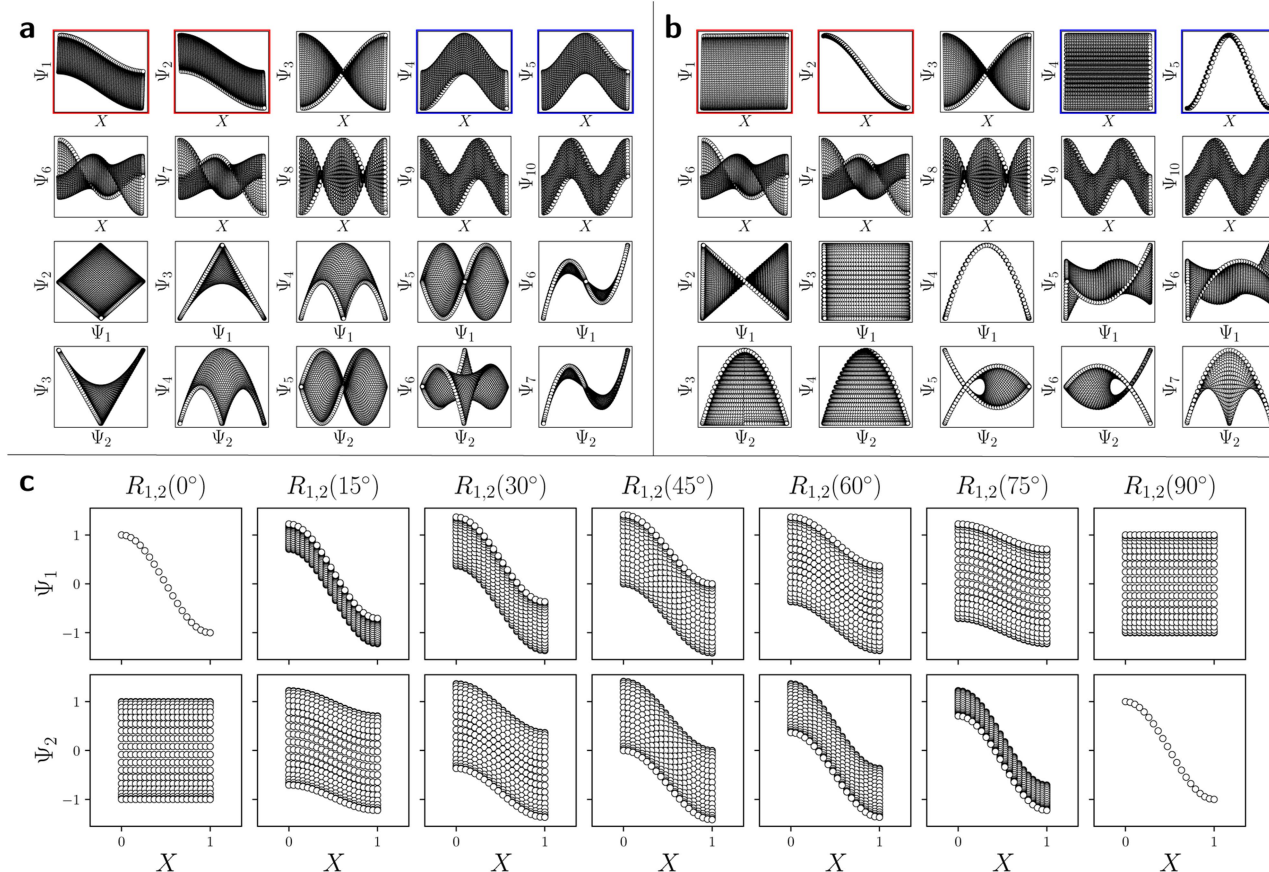 a
Ψ1 Ψ2 Ψ3 Ψ4 Ψ5
X X X X X
Ψ6 Ψ7 Ψ8 Ψ9 Ψ10
X X X X X
Ψ2 Ψ3 Ψ4 Ψ5 Ψ6
Ψ1 Ψ1 Ψ1 Ψ1 Ψ1
Ψ3 Ψ4 Ψ5 Ψ6 Ψ7
Ψ2 Ψ2 Ψ2 Ψ2 Ψ2
b
Ψ1 Ψ2 Ψ3 Ψ4 Ψ5
X X X X X
Ψ6 Ψ7 Ψ8 Ψ9 Ψ10
X X X X X
Ψ2 Ψ3 Ψ4 Ψ5 Ψ6
Ψ1 Ψ1 Ψ1 Ψ1 Ψ1
Ψ3 Ψ4 Ψ5 Ψ6 Ψ7
Ψ2 Ψ2 Ψ2 Ψ2 Ψ2
c
R1,2(0°) R1,2(15°) R1,2(30°) R1,2(45°) R1,2(60°) R1,2(75°) R1,2(90°)
Ψ1
1
0
−1
Ψ2
1
0
−1
0 1 0 1 0 1 0 1 0 1 0 1 0 1
X X X X X X X